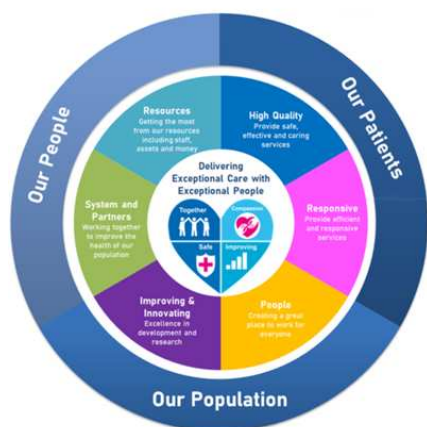 Our People
Our Patients
Our Population
Resources
Getting the most
from our resources
including staff,
assets and money
High Quality
Provide safe,
effective and caring
services
Responsive
Provide efficient
and responsive
services
People
Creating a great
place to work for
everyone
Improving &
Innovating
Excellence in
development and
research
System and
Partners
Working together
to improve the
health of our
population
Delivering
Exceptional Care with
Exceptional People
Together
Compassion
Safe
Improving